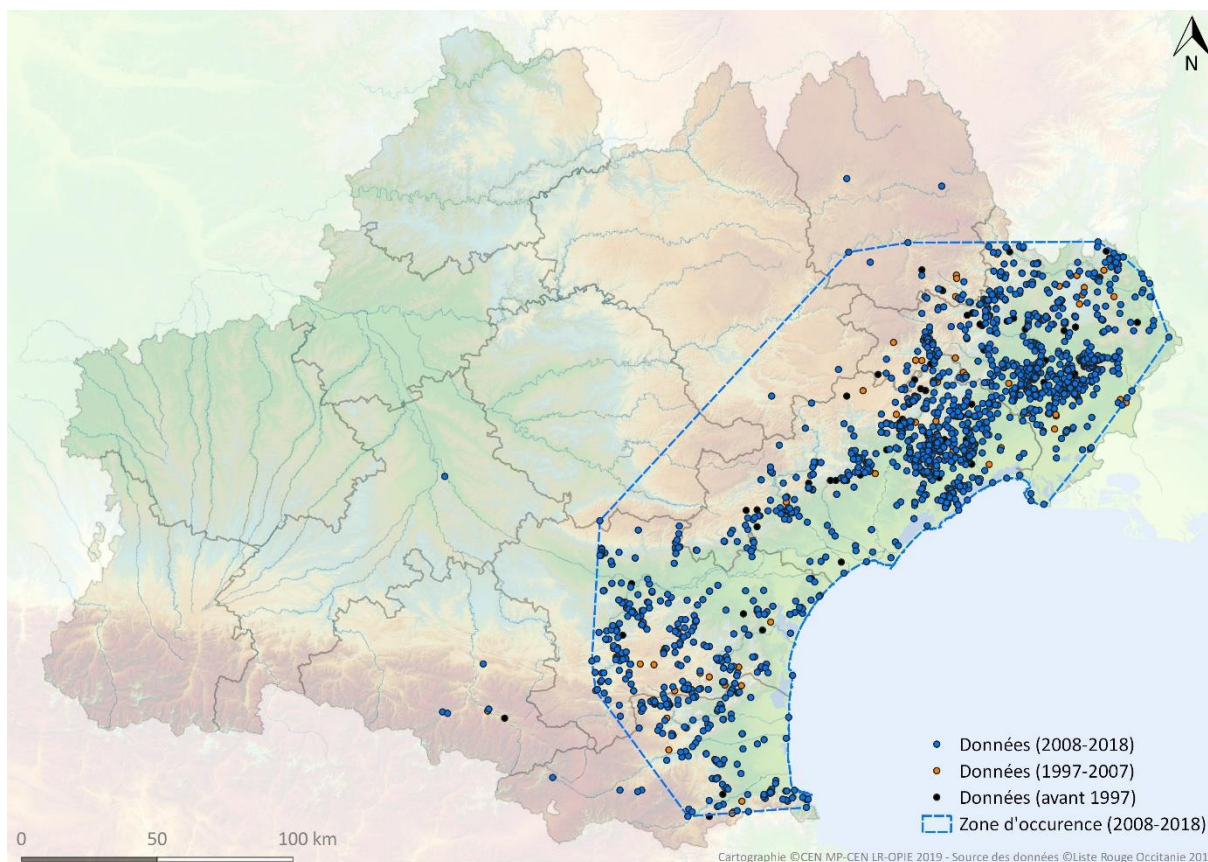 N
Données (2008-2018)
Données (1997-2007)
Données (avant 1997)
Zone d'occurence (2008-2018)
0 50 100 km
Cartographie ©CEN MP-CEN LR-OPIE 2019 - Source des données ©Liste Rouge Occitanie 201